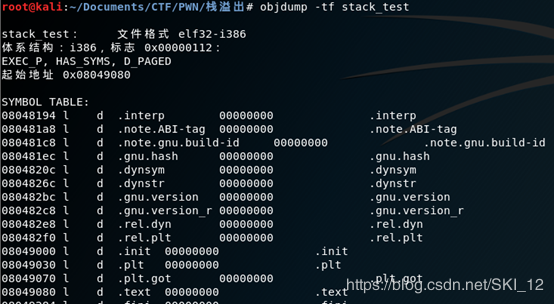 root@kali:~/Documents/CTF/PWN/栈溢出# objdump -tf stack_test
stack_test：     文件格式 elf32-i386
体系结构：i386，标志 0x00000112：
EXEC_P, HAS_SYMS, D_PAGED
起始地址 0x08049080
SYMBOL TABLE:
08048194 l    d  .interp        00000000              .interp
080481a8 l    d  .note.ABI-tag  00000000              .note.ABI-tag
080481c8 l    d  .note.gnu.build-id     00000000              .note.gnu.build-id
080481ec l    d  .gnu.hash      00000000              .gnu.hash
0804820c l    d  .dynsym        00000000              .dynsym
0804826c l    d  .dynstr        00000000              .dynstr
080482bc l    d  .gnu.version   00000000              .gnu.version
080482c8 l    d  .gnu.version_r 00000000              .gnu.version_r
080482e8 l    d  .rel.dyn       00000000              .rel.dyn
080482f0 l    d  .rel.plt       00000000              .rel.plt
08049000 l    d  .init  00000000              .init
08049030 l    d  .plt   00000000              .plt
08049070 l    d  .plt.got       00000000              .plt.got
08049080 l    d  .text  00000000              .text
https://blog.csdn.net/SKI_12